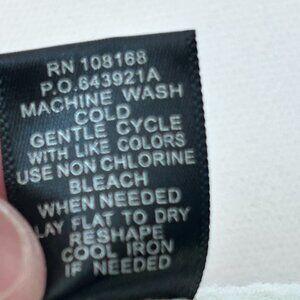 RN 108168
P.O.643921A
MACHINE WASH
COLD
GENTLE CYCLE
WITH LIKE COLORS
USE NON CHLORINE
BLEACH
WHEN NEEDED
LAY FLAT TO DRY
RESHAPE
COOL IRON
IF NEEDED